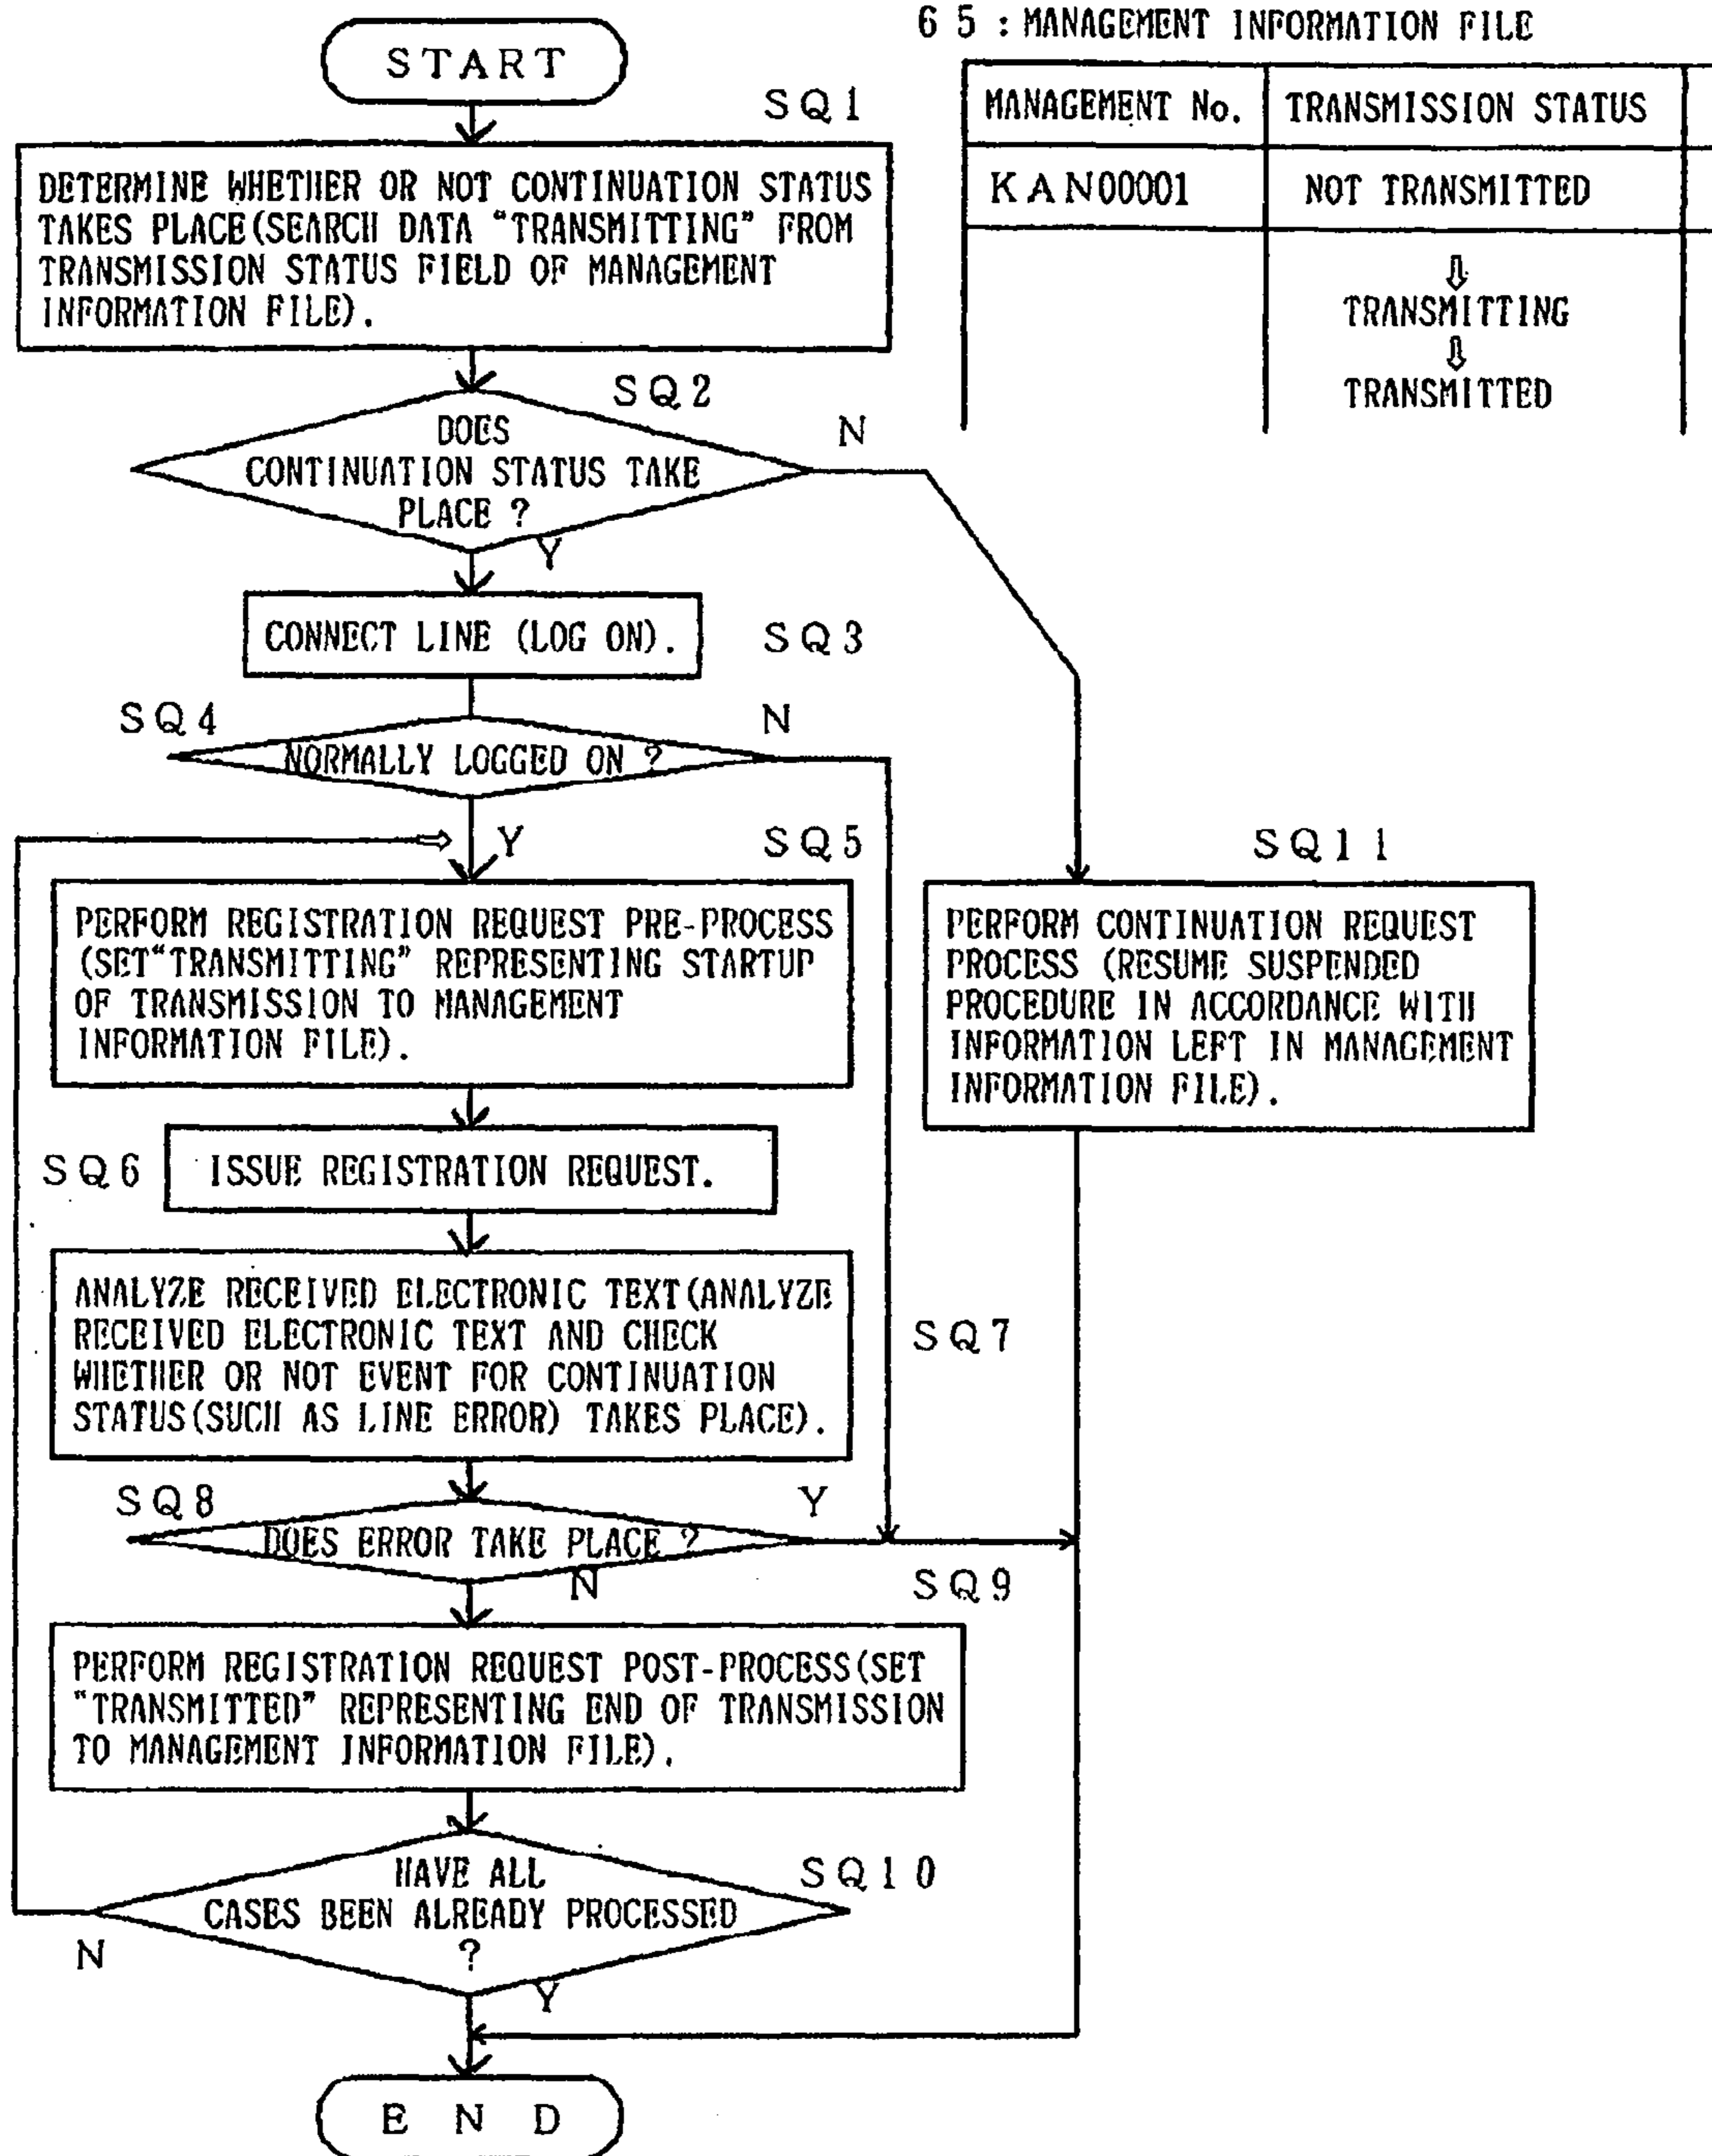 START
65 : MANAGEMENT INFORMATION FILE
MANAGEMENT No. TRANSMISSION STATUS
KAN00001 NOT TRANSMITTED
⇩
TRANSMITTING
⇩
TRANSMITTED
SQ1
DETERMINE WHETHER OR NOT CONTINUATION STATUS
TAKES PLACE(SEARCH DATA "TRANSMITTING" FROM
TRANSMISSION STATUS FIELD OF MANAGEMENT
INFORMATION FILE).
SQ2
DOES
CONTINUATION STATUS TAKE
PLACE ?
N
Y
CONNECT LINE (LOG ON).
SQ3
SQ4
NORMALLY LOGGED ON ?
N
Y
SQ5
PERFORM REGISTRATION REQUEST PRE-PROCESS
(SET"TRANSMITTING" REPRESENTING STARTUP
OF TRANSMISSION TO MANAGEMENT
INFORMATION FILE).
SQ11
PERFORM CONTINUATION REQUEST
PROCESS (RESUME SUSPENDED
PROCEDURE IN ACCORDANCE WITH
INFORMATION LEFT IN MANAGEMENT
INFORMATION FILE).
SQ6
ISSUE REGISTRATION REQUEST.
ANALYZE RECEIVED ELECTRONIC TEXT(ANALYZE
RECEIVED ELECTRONIC TEXT AND CHECK
WHETHER OR NOT EVENT FOR CONTINUATION
STATUS(SUCH AS LINE ERROR) TAKES PLACE).
SQ7
SQ8
DOES ERROR TAKE PLACE ?
Y
N
SQ9
PERFORM REGISTRATION REQUEST POST-PROCESS(SET
"TRANSMITTED" REPRESENTING END OF TRANSMISSION
TO MANAGEMENT INFORMATION FILE).
SQ10
HAVE ALL
CASES BEEN ALREADY PROCESSED
?
N
Y
END